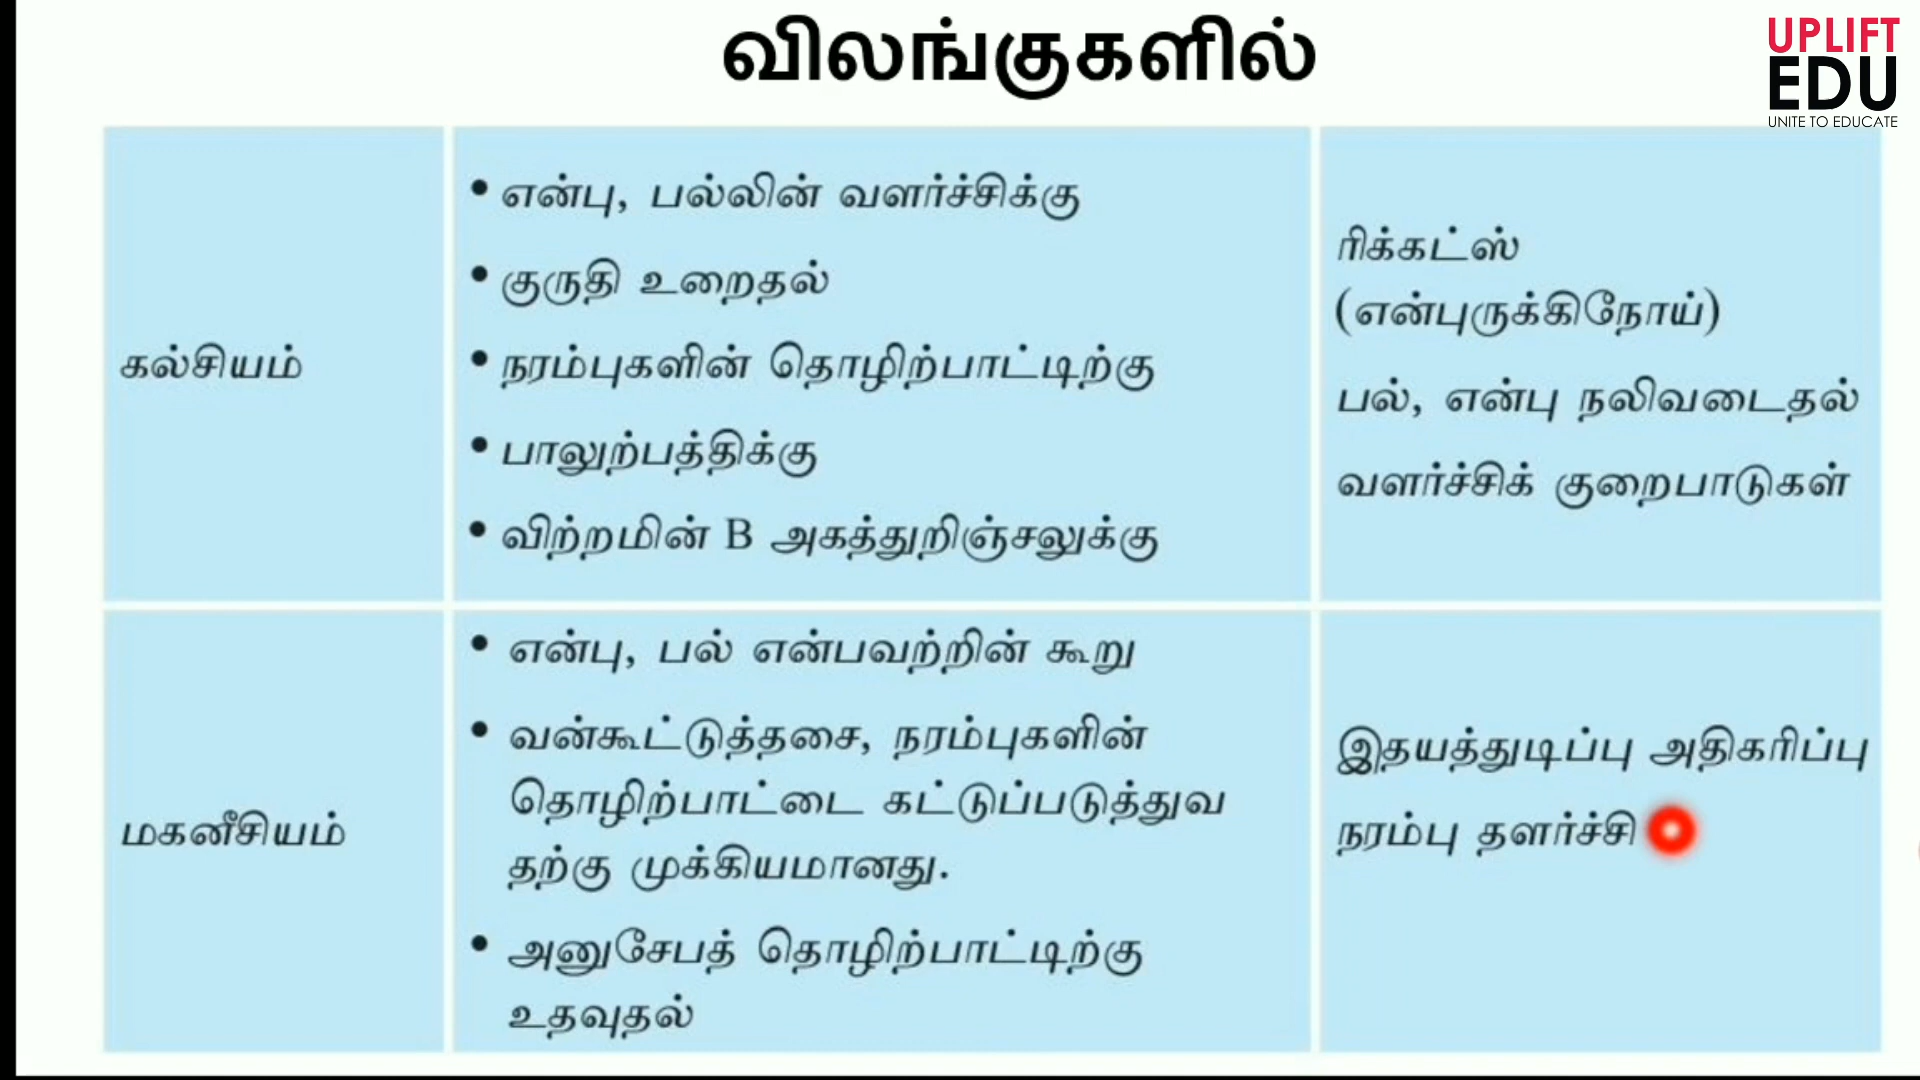 விலங்குகளில்
UPLIFT
EDU
UNITE TO EDUCATE
கல்சியம்
• என்பு, பல்லின் வளர்ச்சிக்கு
• குருதி உறைதல்
• நரம்புகளின் தொழிற்பாட்டிற்கு
• பாலுற்பத்திக்கு
• விற்றமின் B அகத்துறிஞ்சலுக்கு
ரிக்கட்ஸ்
(என்புருக்கிநோய்)
பல், என்பு நலிவடைதல்
வளர்ச்சிக் குறைபாடுகள்
மகனீசியம்
• என்பு, பல் என்பவற்றின் கூறு
• வன்கூட்டுத்தசை, நரம்புகளின்
தொழிற்பாட்டை கட்டுப்படுத்துவ
தற்கு முக்கியமானது.
• அனுசேபத் தொழிற்பாட்டிற்கு
உதவுதல்
இதயத்துடிப்பு அதிகரிப்பு
நரம்பு தளர்ச்சி